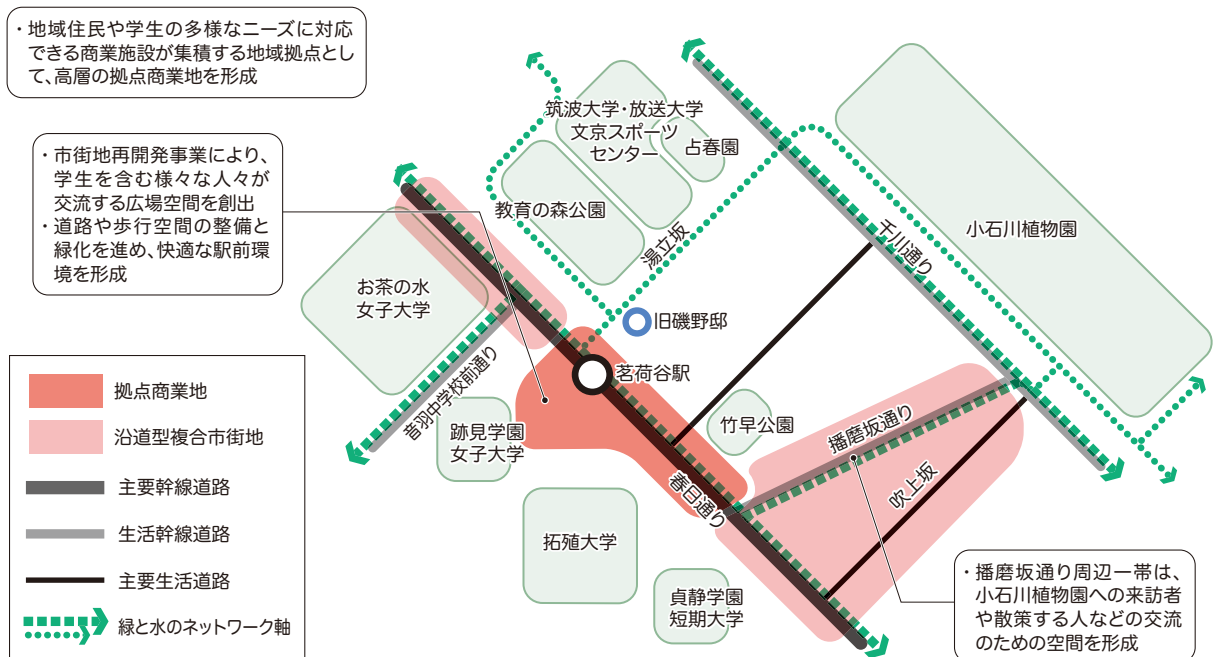 ・地域住民や学生の多様なニーズに対応
できる商業施設が集積する地域拠点とし
て、高層の拠点商業地を形成
・市街地再開発事業により、
学生を含む様々な人々が
交流する広場空間を創出
・道路や歩行空間の整備と
緑化を進め、快適な駅前環
境を形成
筑波大学・放送大学
文京スポーツ
センター
占春園
教育の森公園
湯立坂
千川通り
小石川植物園
お茶の水
女子大学
旧磯野邸
茗荷谷駅
音羽中学校前通り
跡見学園
女子大学
竹早公園
播磨坂通り
春日通り
吹上坂
拓殖大学
貞静学園
短期大学
・播磨坂通り周辺一帯は、
小石川植物園への来訪者
や散策する人などの交流
のための空間を形成
拠点商業地
沿道型複合市街地
主要幹線道路
生活幹線道路
主要生活道路
緑と水のネットワーク軸